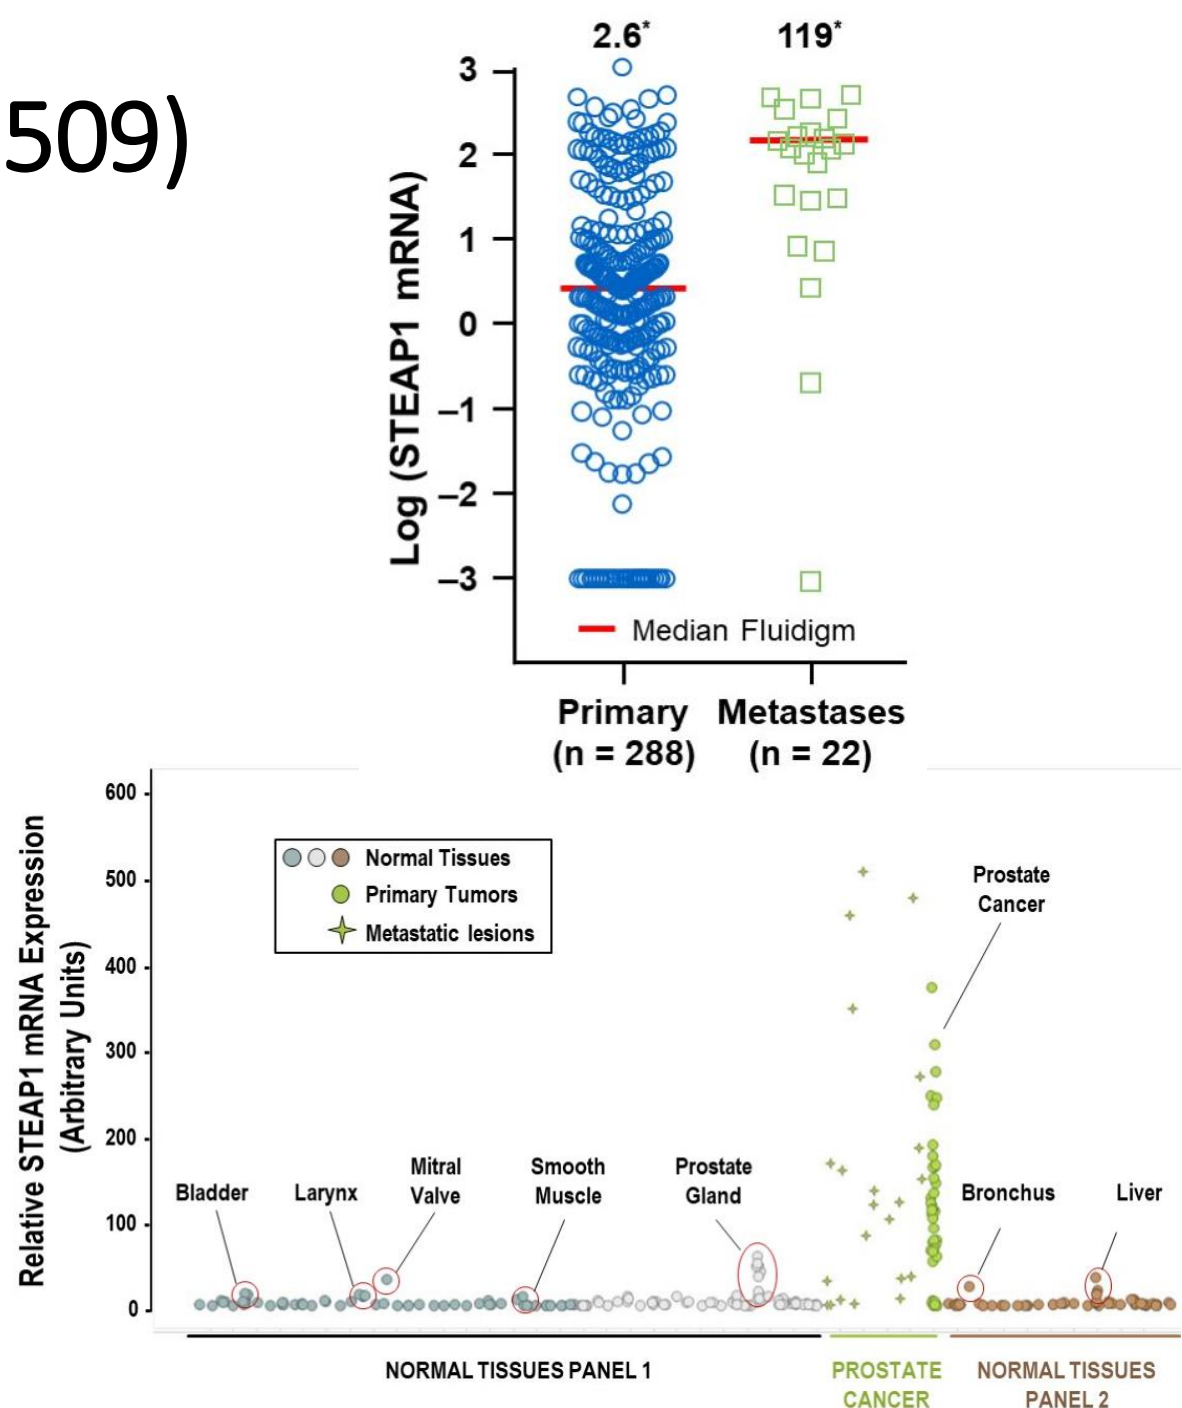 509)
2.6* 119*
3
2
1
0
–1
–2
–3
Log (STEAP1 mRNA)
Median Fluidigm
Primary Metastases
(n = 288) (n = 22)
600
500
400
300
200
100
0
Relative STEAP1 mRNA Expression
(Arbitrary Units)
Normal Tissues
Primary Tumors
Metastatic lesions
Prostate
Cancer
Bladder
Larynx
Mitral
Valve
Smooth
Muscle
Prostate
Gland
Bronchus
Liver
NORMAL TISSUES PANEL 1
PROSTATE
CANCER
NORMAL TISSUES
PANEL 2